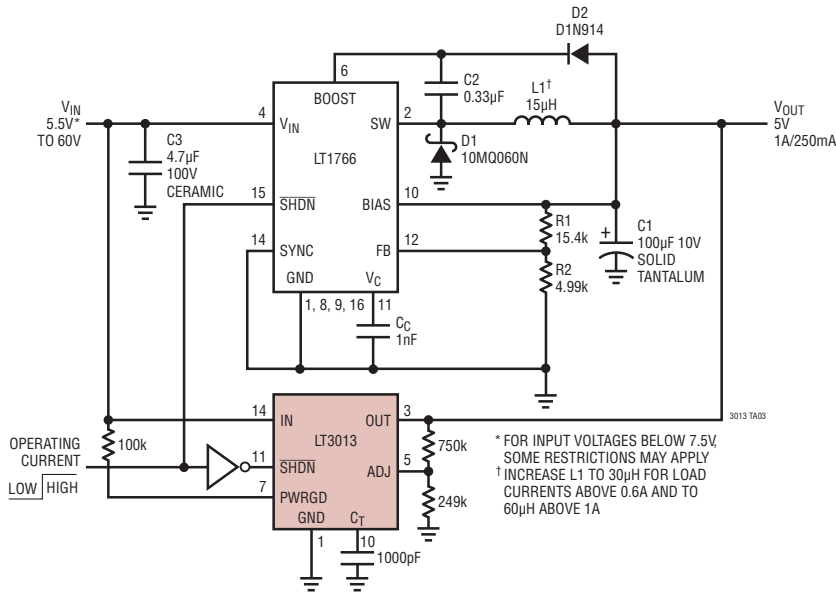 D2
D1N914
6
BOOST
C2
0.33µF
L1†
15µH
VIN
5.5V*
TO 60V
4
VIN
SW
2
VOUT
5V
1A/250mA
LT1766
D1
10MQ060N
C3
4.7µF
100V
CERAMIC
15
SHDN
BIAS
10
14
SYNC
FB
12
R1
15.4k
R2
4.99k
+
C1
100µF 10V
SOLID
TANTALUM
GND
VC
1, 8, 9, 16
11
CC
1nF
14
IN
OUT
3
3013 TA03
LT3013
100k
750k
OPERATING
CURRENT
LOW HIGH
11
SHDN
ADJ
5
7
PWRGD
249k
GND
CT
1
10
1000pF
* FOR INPUT VOLTAGES BELOW 7.5V,
SOME RESTRICTIONS MAY APPLY
† INCREASE L1 TO 30µH FOR LOAD
CURRENTS ABOVE 0.6A AND TO
60µH ABOVE 1A